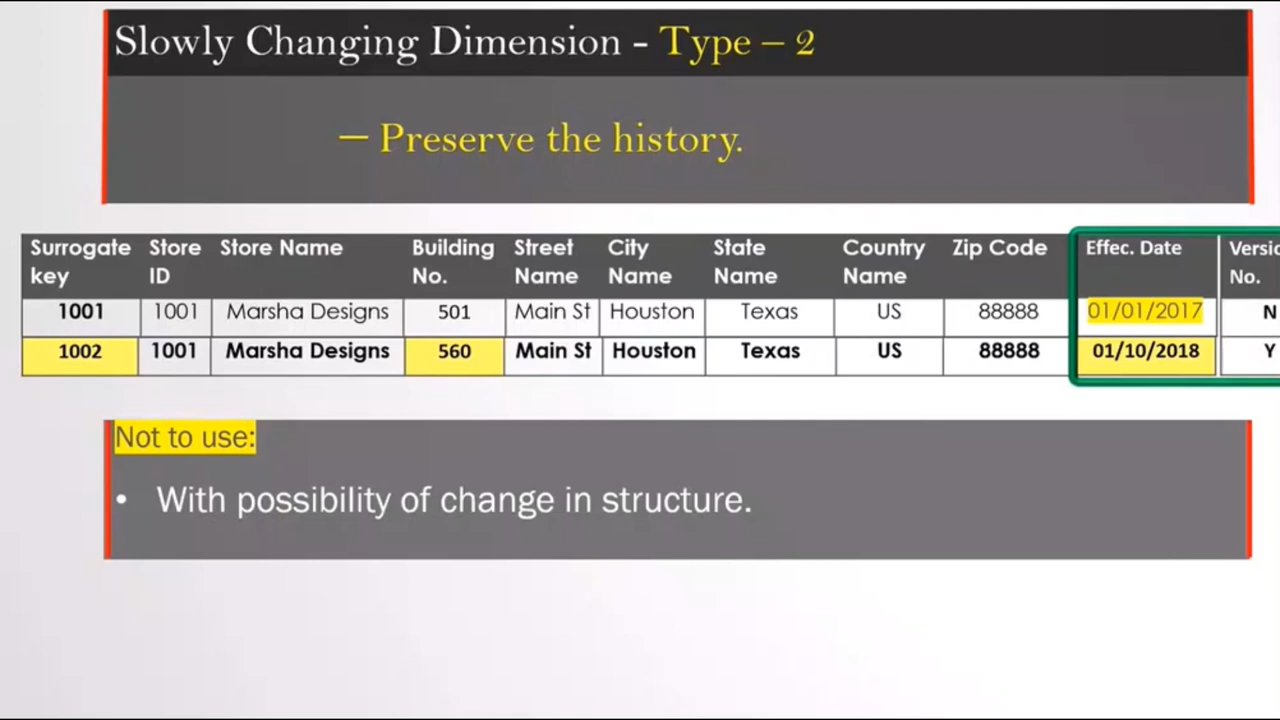 Slowly Changing Dimension - Type – 2
– Preserve the history.
Surrogate key Store ID Store Name Building No. Street Name City Name State Name Country Name Zip Code Effec. Date No.
1001 1001 Marsha Designs 501 Main St Houston Texas US 88888 01/01/2017 N
1002 1001 Marsha Designs 560 Main St Houston Texas US 88888 01/10/2018 Y
Not to use:
• With possibility of change in structure.